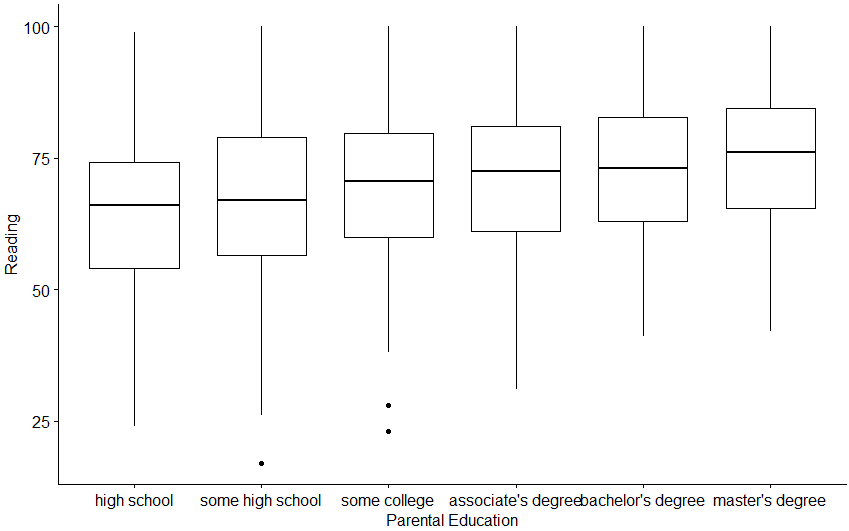 100
75
50
25
Reading
high school some high school some college associate's degree bachelor's degree master's degree
Parental Education